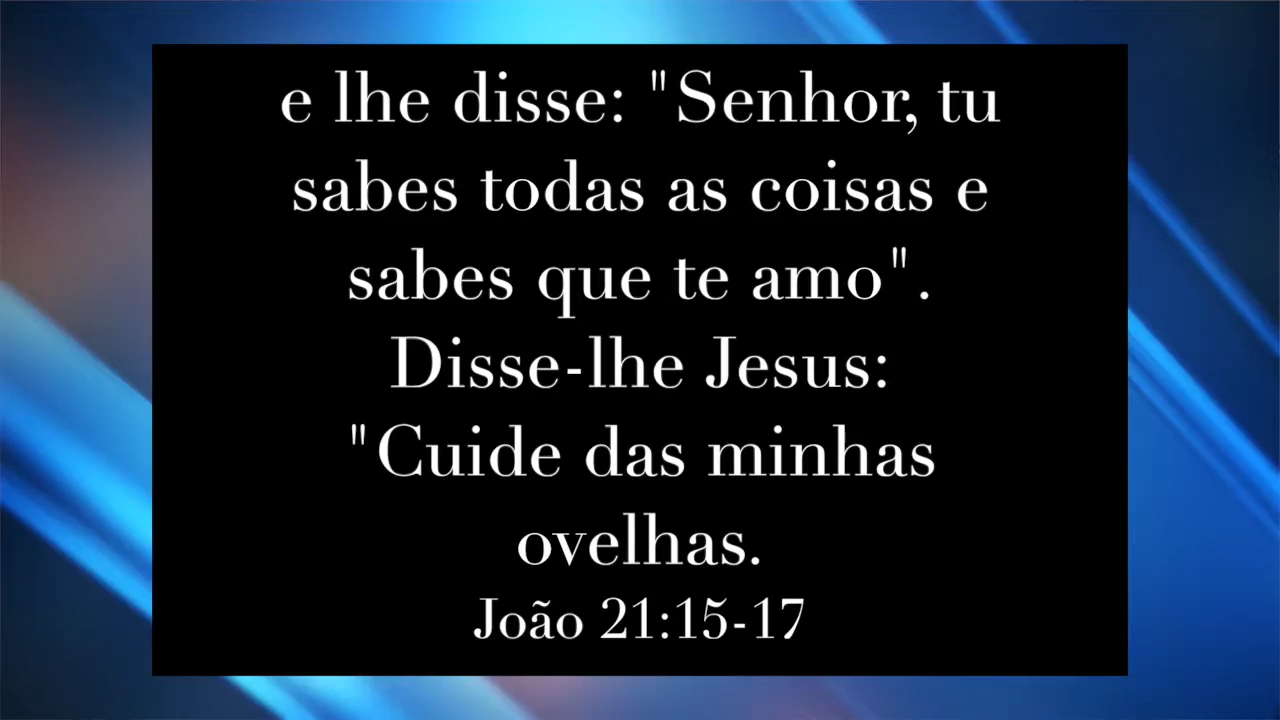 e lhe disse: "Senhor, tu
sabes todas as coisas e
sabes que te amo".
Disse-lhe Jesus:
"Cuide das minhas
ovelhas.
João 21:15-17